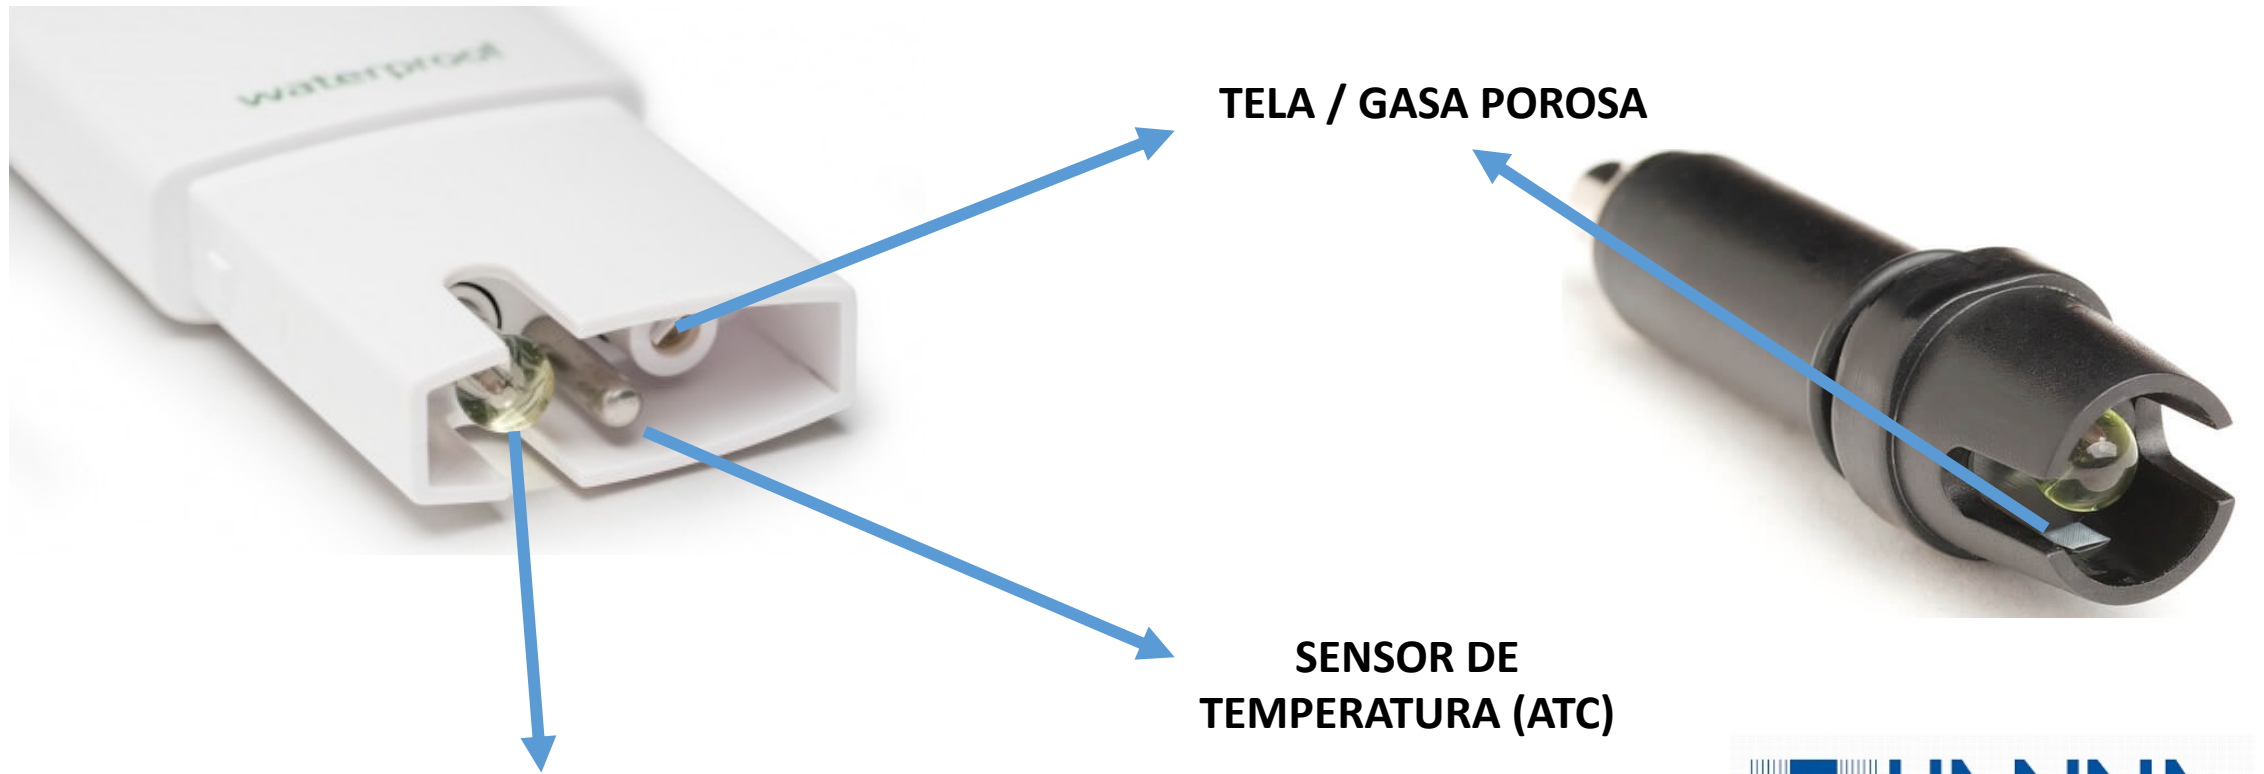 waterproof
TELA / GASA POROSA
SENSOR DE
TEMPERATURA (ATC)